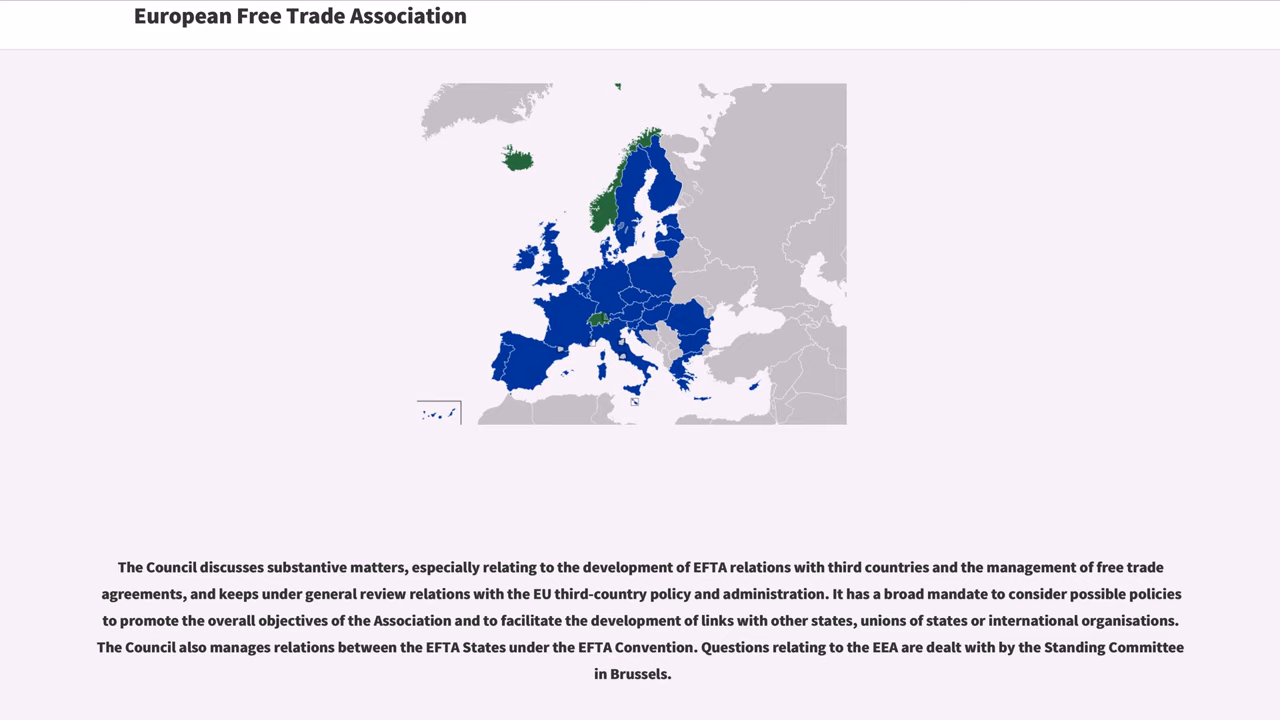 European Free Trade Association
The Council discusses substantive matters, especially relating to the development of EFTA relations with third countries and the management of free trade
agreements, and keeps under general review relations with the EU third-country policy and administration. It has a broad mandate to consider possible policies
to promote the overall objectives of the Association and to facilitate the development of links with other states, unions of states or international organisations.
The Council also manages relations between the EFTA States under the EFTA Convention. Questions relating to the EEA are dealt with by the Standing Committee
in Brussels.